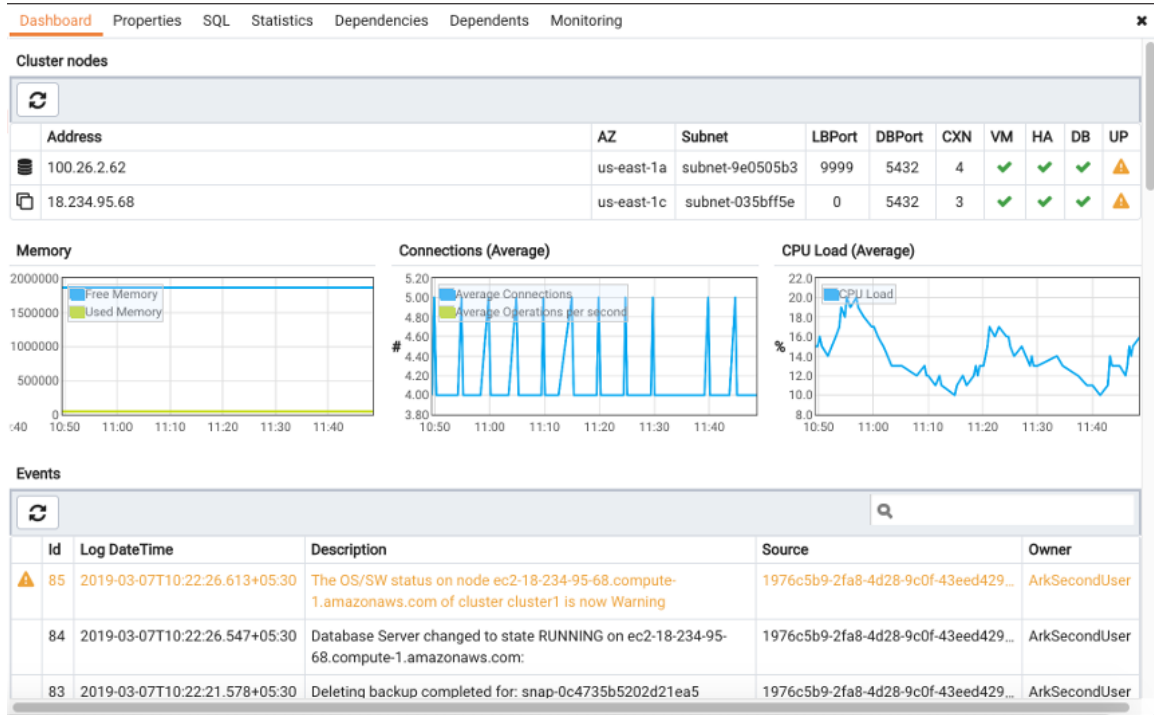 Dashboard Properties SQL Statistics Dependencies Dependents Monitoring
Cluster nodes
Address AZ Subnet LBPort DBPort CXN VM HA DB UP
100.26.2.62 us-east-1a subnet-9e0505b3 9999 5432 4
18.234.95.68 us-east-1c subnet-035bff5e 0 5432 3
Memory
2000000
1500000
1000000
500000
0
Free Memory
Used Memory
:40 10:50 11:00 11:10 11:20 11:30 11:40
Connections (Average)
#
5.20
5.00
4.80
4.60
4.40
4.20
4.00
3.80
Average Connections
Average Operations per second
10:50 11:00 11:10 11:20 11:30 11:40
CPU Load (Average)
%
22.0
20.0
18.0
16.0
14.0
12.0
10.0
8.0
CPU Load
10:50 11:00 11:10 11:20 11:30 11:40
Events
Id Log DateTime Description Source Owner
85 2019-03-07T10:22:26.613+05:30 The OS/SW status on node ec2-18-234-95-68.compute- 1976c5b9-2fa8-4d28-9c0f-43eed429... ArkSecondUser
1.amazonaws.com of cluster cluster1 is now Warning
84 2019-03-07T10:22:26.547+05:30 Database Server changed to state RUNNING on ec2-18-234-95- 1976c5b9-2fa8-4d28-9c0f-43eed429... ArkSecondUser
68.compute-1.amazonaws.com:
83 2019-03-07T10:22:21.578+05:30 Deleting backup completed for: snap-0c4735b5202d21ea5 1976c5b9-2fa8-4d28-9c0f-43eed429... ArkSecondUser